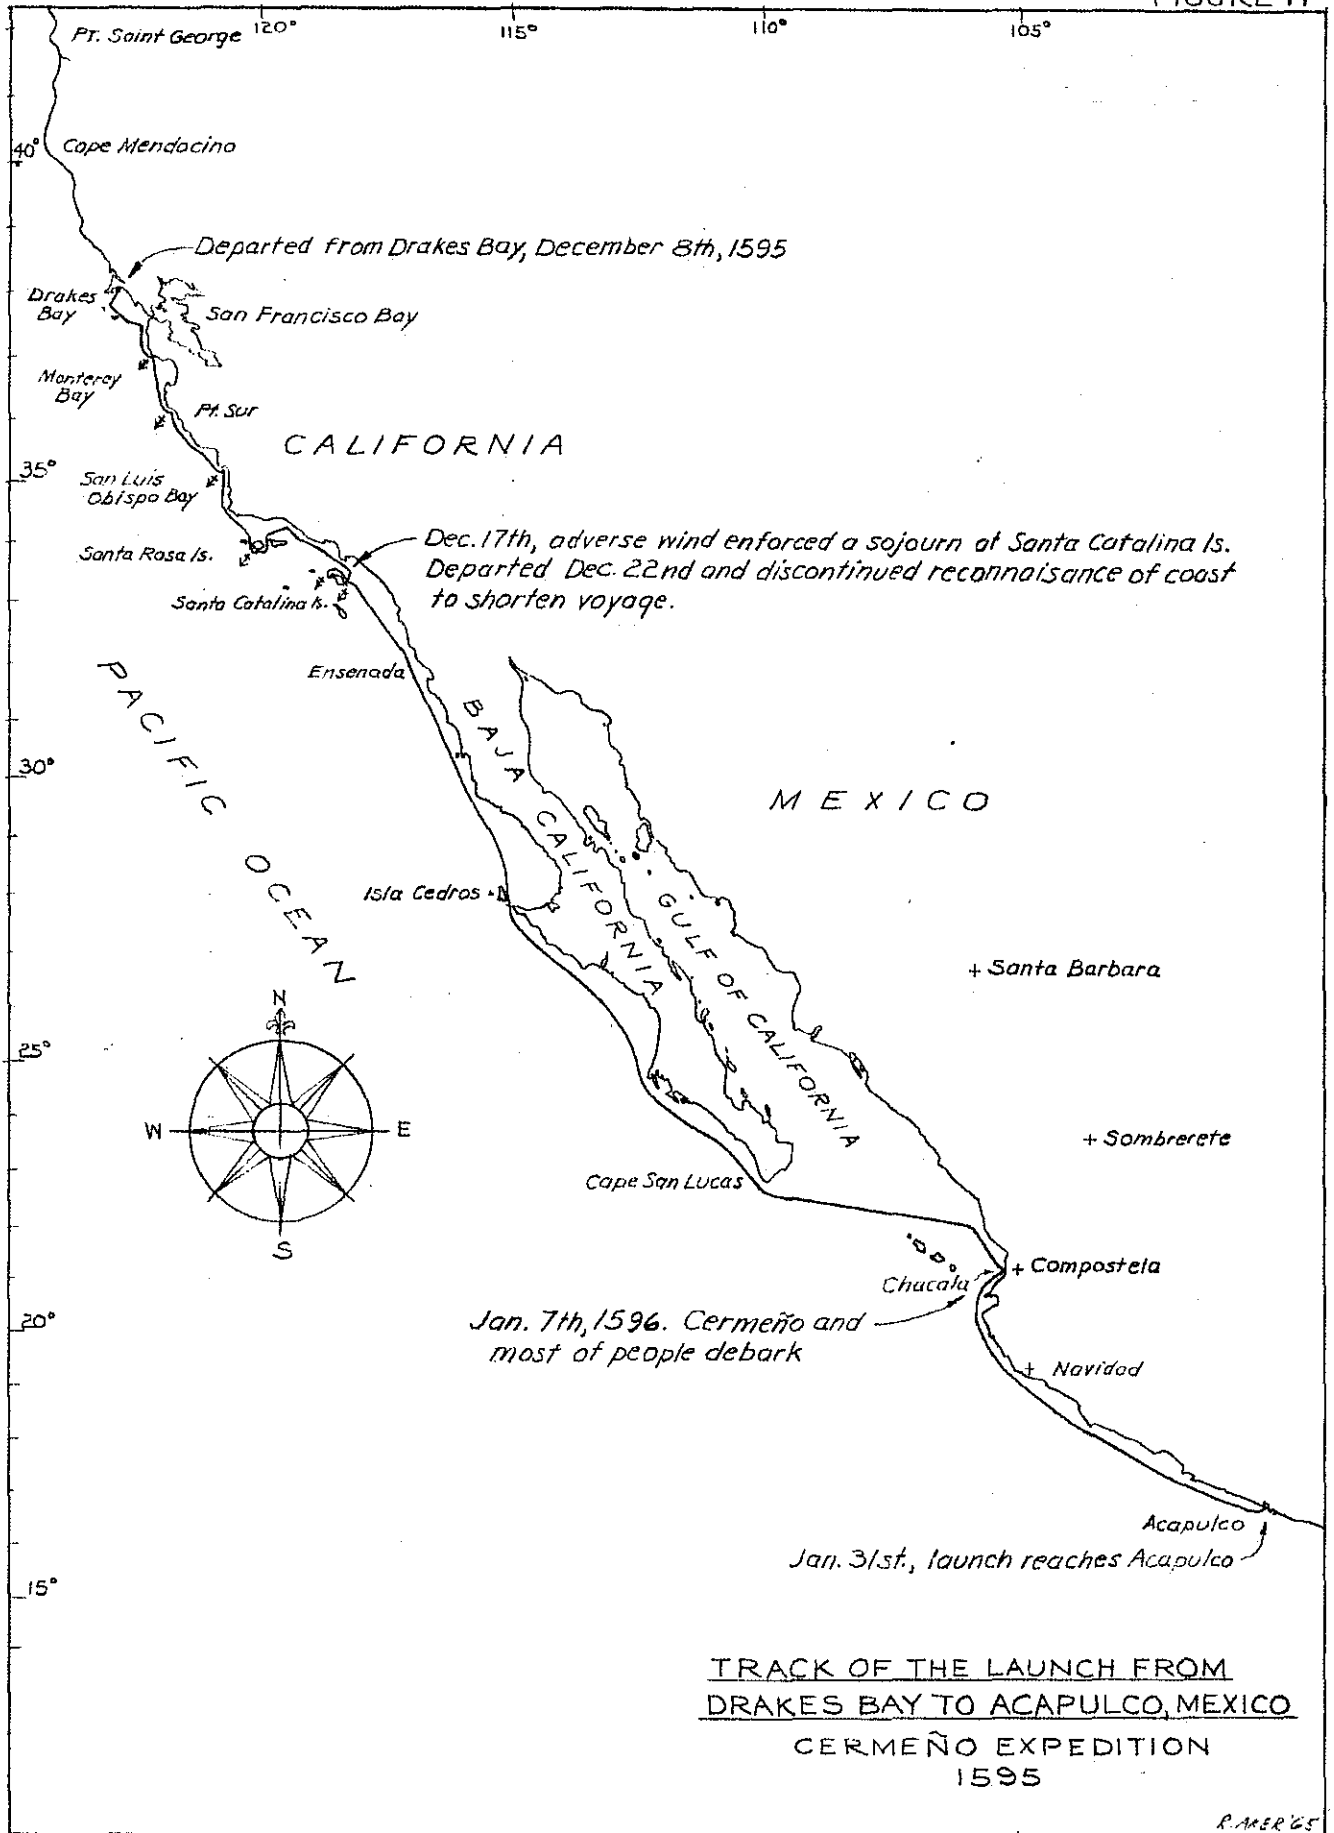 Pt. Saint George
120°
115°
110°
105°
40°
Cape Mendocino
Departed from Drakes Bay, December 8th, 1595
Drakes
Bay
San Francisco Bay
Monterey
Bay
Pt. Sur
CALIFORNIA
35°
San Luis
Obispo Bay
Santa Rosa Is.
Dec. 17th, adverse wind enforced a sojourn at Santa Catalina Is.
Departed Dec. 22nd and discontinued reconnaisance of coast
to shorten voyage.
Santa Catalina Is.
Ensenada
PACIFIC OCEAN
BAJA CALIFORNIA
30°
MEXICO
Isla Cedros
GULF OF CALIFORNIA
+ Santa Barbara
25°
N
W
E
S
+ Sombrerete
Cape San Lucas
+ Compostela
Chacala
Jan. 7th, 1596. Cermeño and
most of people debark
20°
+ Navidad
Acapulco
Jan. 31st., launch reaches Acapulco
15°
TRACK OF THE LAUNCH FROM
DRAKES BAY TO ACAPULCO, MEXICO
CERMEÑO EXPEDITION
1595
R. AKER '65